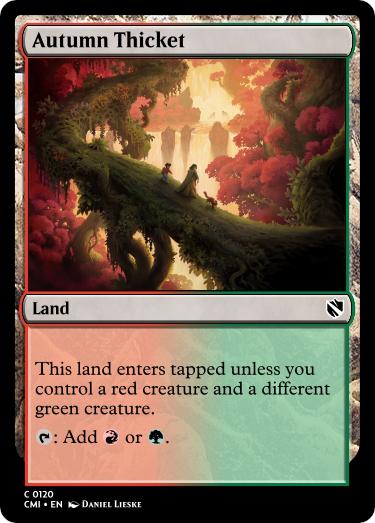 Autumn Thicket
Land
This land enters tapped unless you
control a red creature and a different
green creature.
: Add or .
C 0120
CMI • EN Daniel Lieske